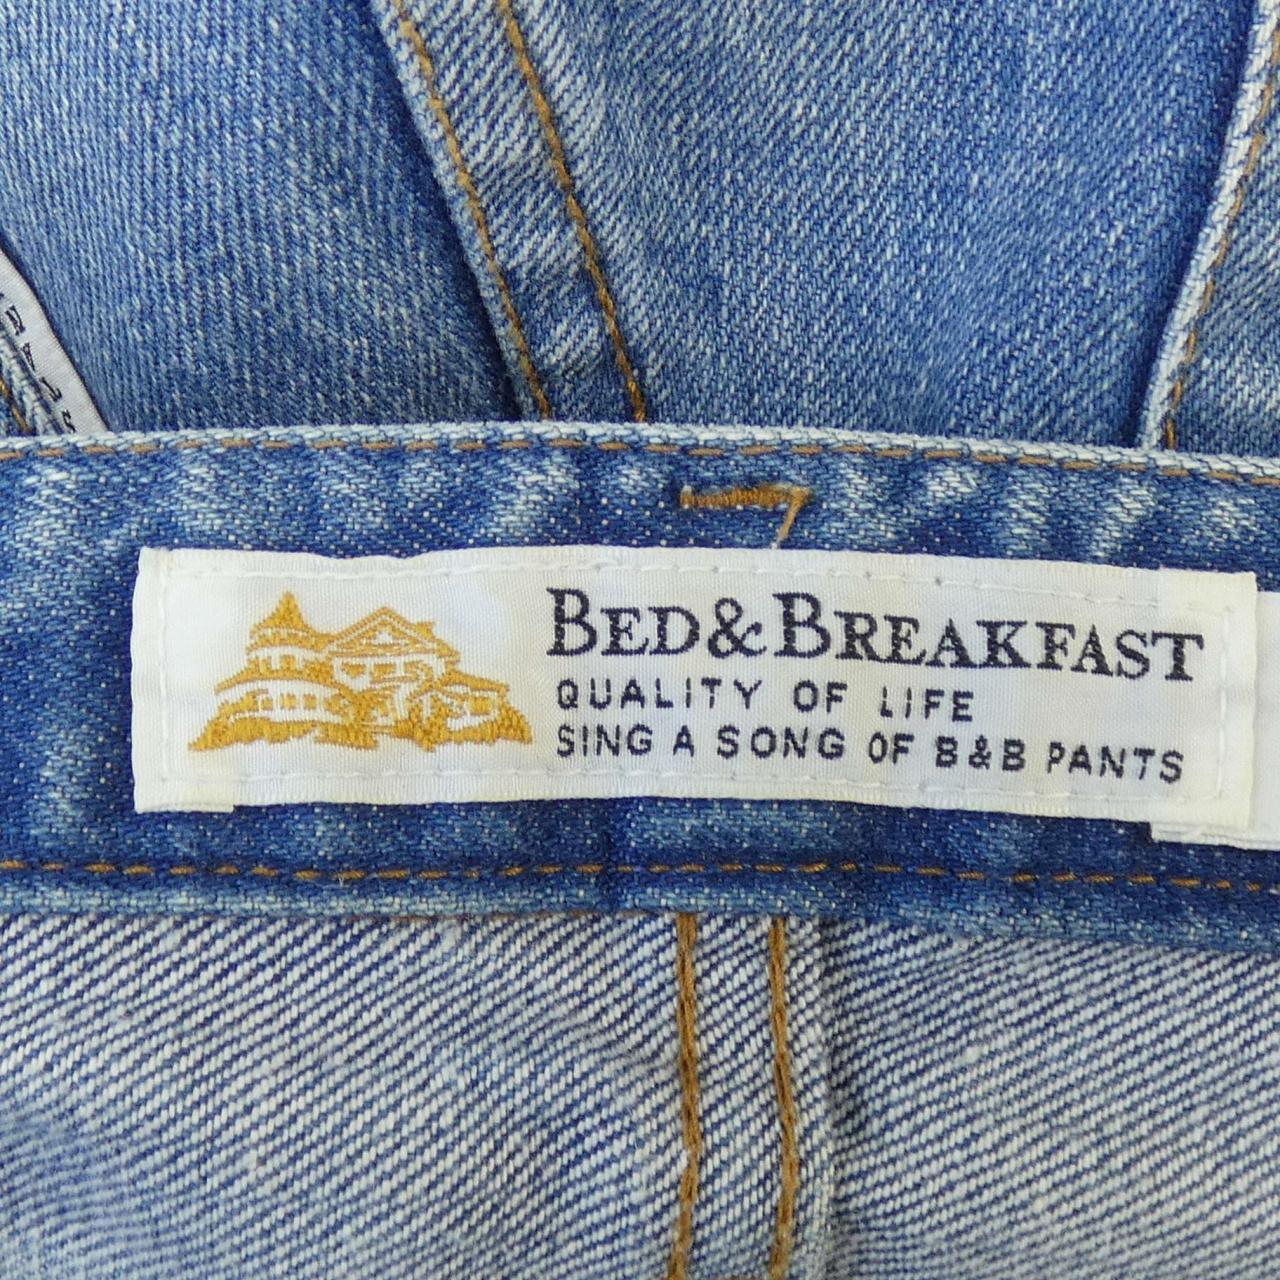 BED&BREAKFAST
QUALITY OF LIFE
SING A SONG OF B&B PANTS